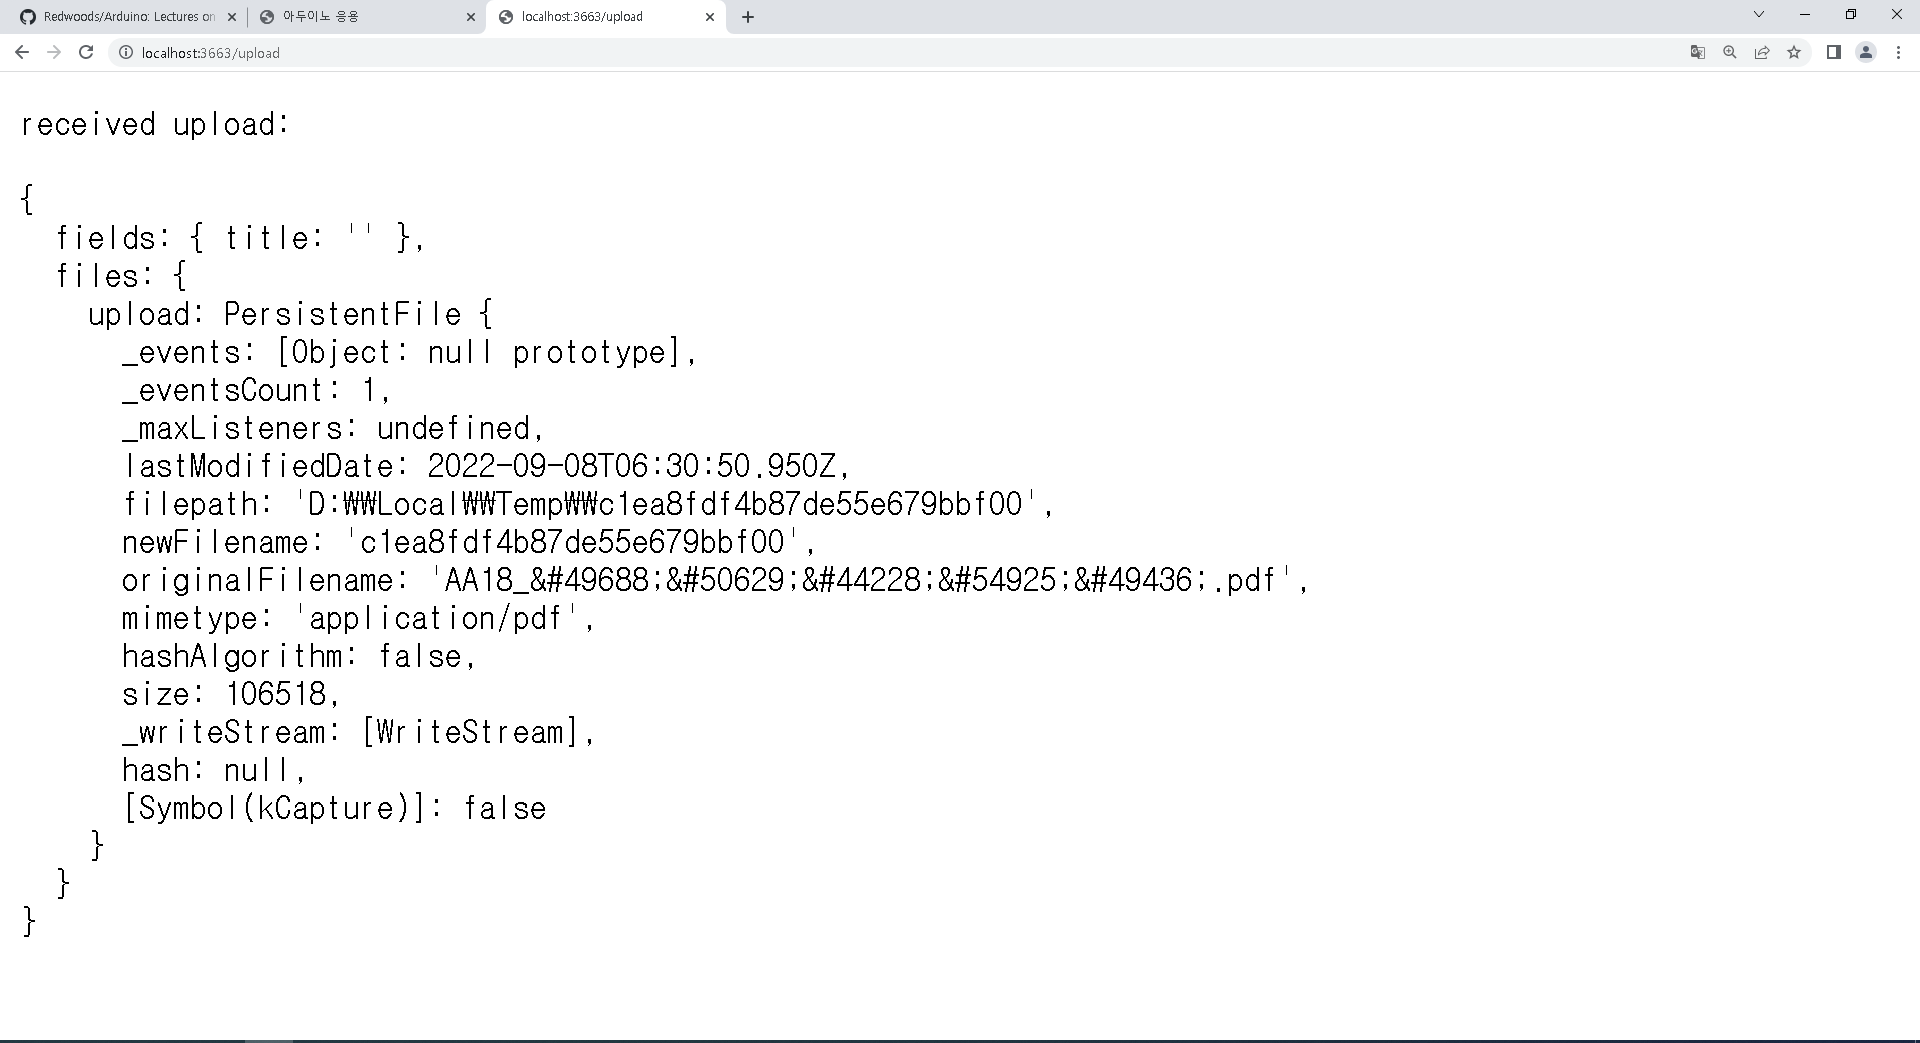 Redwoods/Arduino: Lectures on
아두이노 응용
localhost:3663/upload
localhost:3663/upload
received upload:
{
fields: { title: '' },
files: {
upload: PersistentFile {
_events: [Object: null prototype],
_eventsCount: 1,
_maxListeners: undefined,
lastModifiedDate: 2022-09-08T06:30:50.950Z,
filepath: 'D:₩₩Local₩₩Temp₩₩c1ea8fdf4b87de55e679bbf00',
newFilename: 'c1ea8fdf4b87de55e679bbf00',
originalFilename: 'AA18_&#49688;&#50629;&#44228;&#54925;&#49436;.pdf',
mimetype: 'application/pdf',
hashAlgorithm: false,
size: 106518,
_writeStream: [WriteStream],
hash: null,
[Symbol(kCapture)]: false
}
}
}